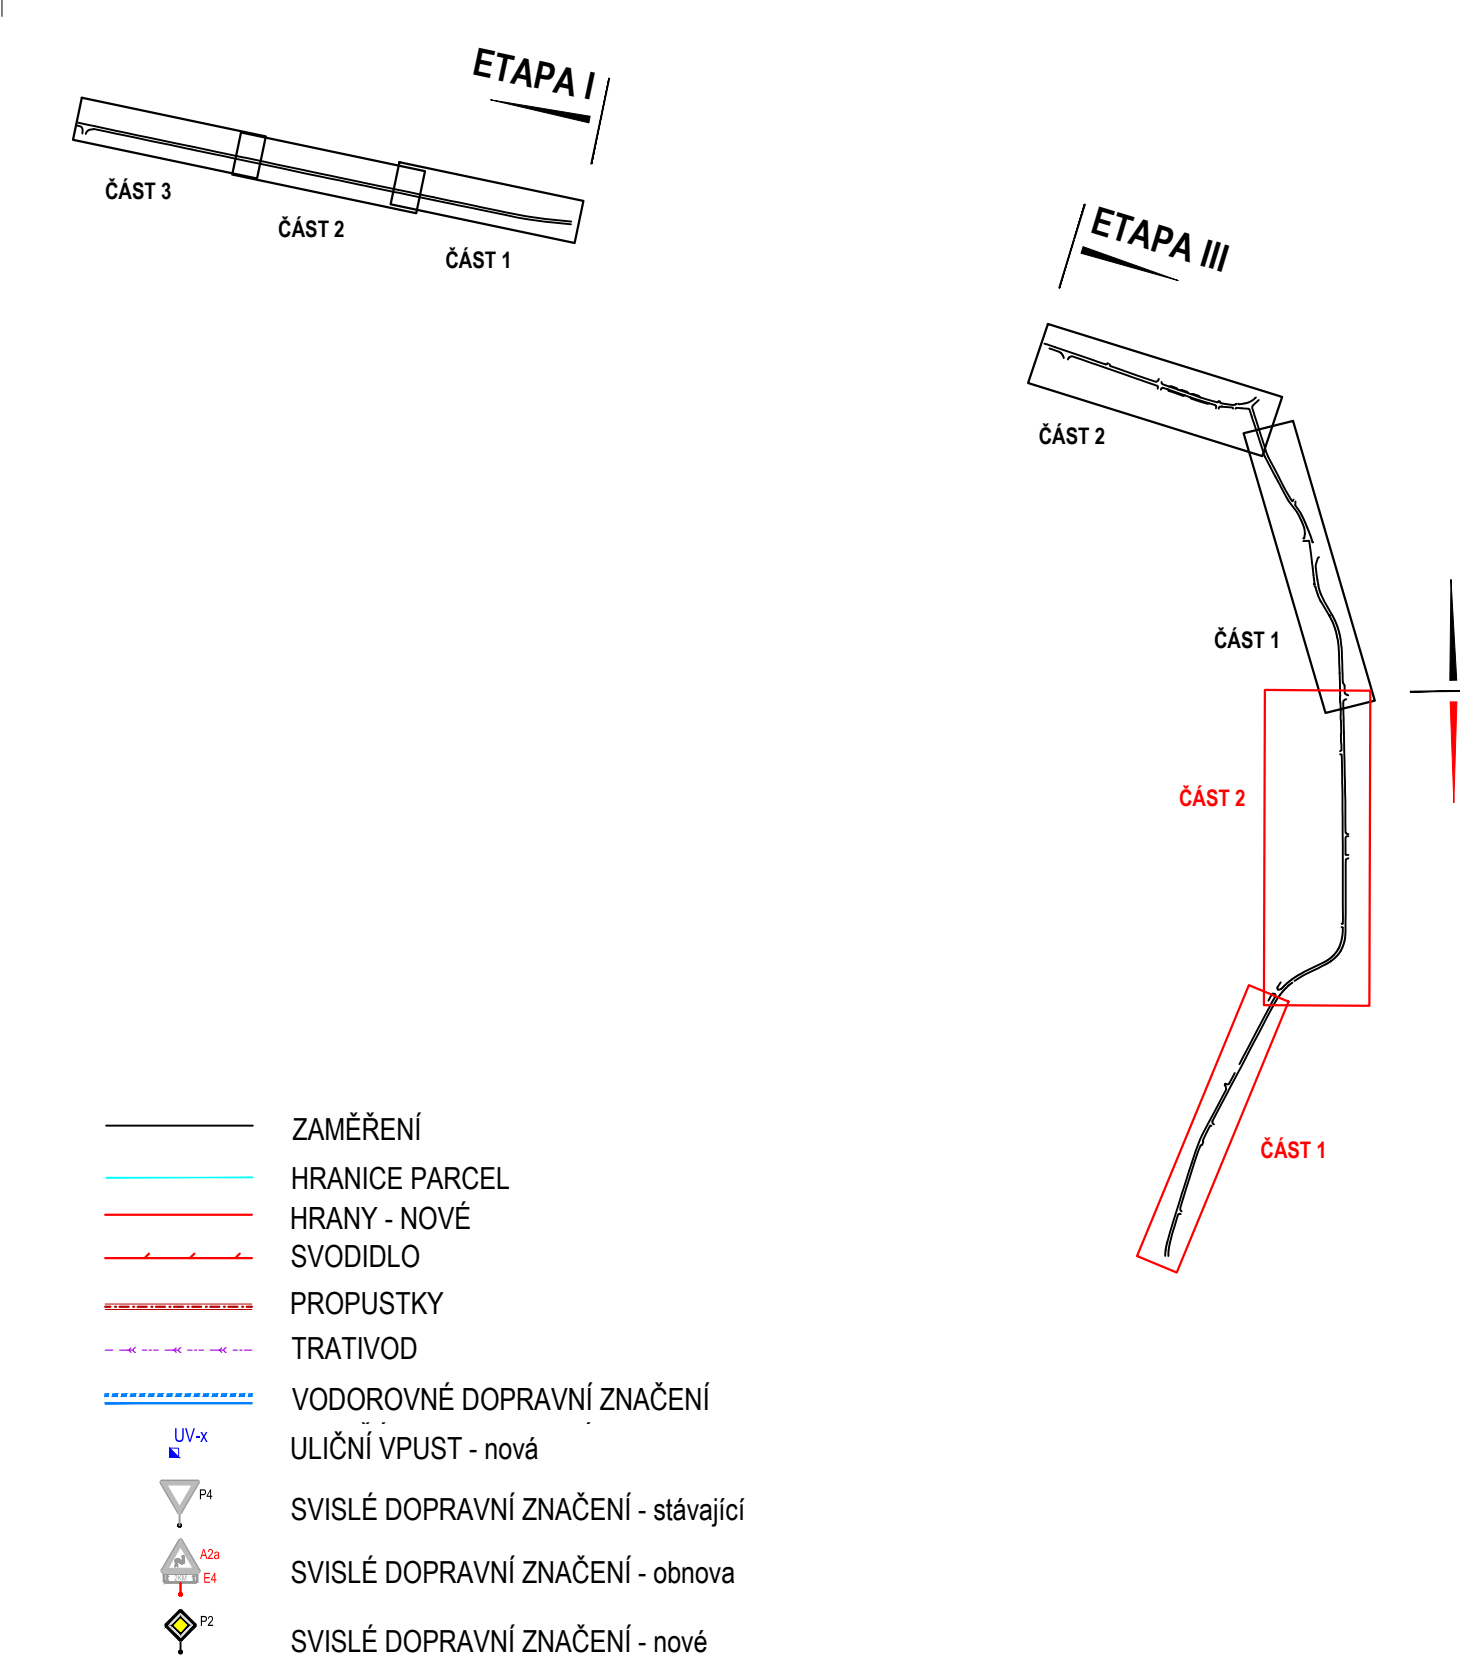 ETAPA I
ČÁST 3
ČÁST 2
ČÁST 1
ETAPA III
ČÁST 2
ČÁST 1
ČÁST 2
ČÁST 1
ZAMĚŘENÍ
HRANICE PARCEL
HRANY - NOVÉ
SVODIDLO
PROPUSTKY
TRATIVOD
VODOROVNÉ DOPRAVNÍ ZNAČENÍ
UV-x
ULIČNÍ VPUST - nová
P4
SVISLÉ DOPRAVNÍ ZNAČENÍ - stávající
A2a
2KM E4
SVISLÉ DOPRAVNÍ ZNAČENÍ - obnova
P2
SVISLÉ DOPRAVNÍ ZNAČENÍ - nové